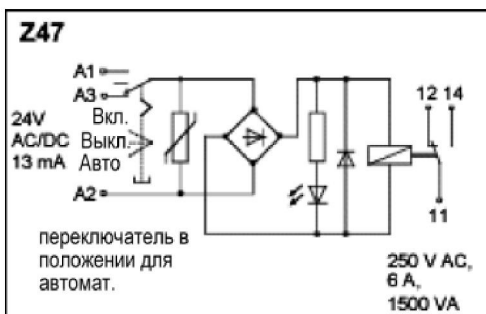 Z47
A1
A3
Вкл.
24V
AC/DC Выкл.
13 mA Авто
A2
12 14
11
переключатель в
положении для
автомат.
250 V AC,
6 A,
1500 VA